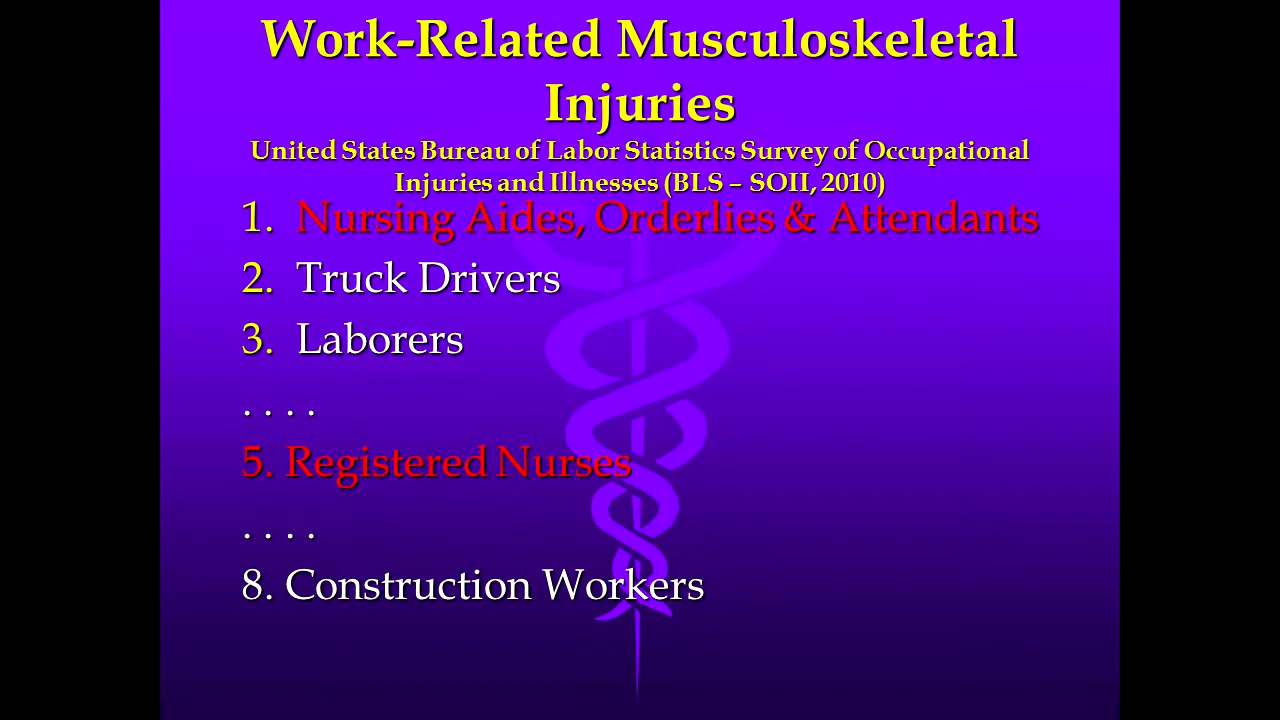 Work-Related Musculoskeletal
Injuries
United States Bureau of Labor Statistics Survey of Occupational
Injuries and Illnesses (BLS – SOII, 2010)
1. Nursing Aides, Orderlies & Attendants
2. Truck Drivers
3. Laborers
. . . .
5. Registered Nurses
. . . .
8. Construction Workers